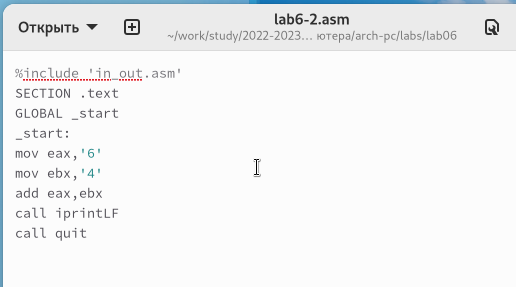 Открыть
lab6-2.asm
~/work/study/2022-2023… ютера/arch-pc/labs/lab06
%include 'in_out.asm'
SECTION .text
GLOBAL _start
_start:
mov eax,'6'
mov ebx,'4'
add eax,ebx
call iprintLF
call quit